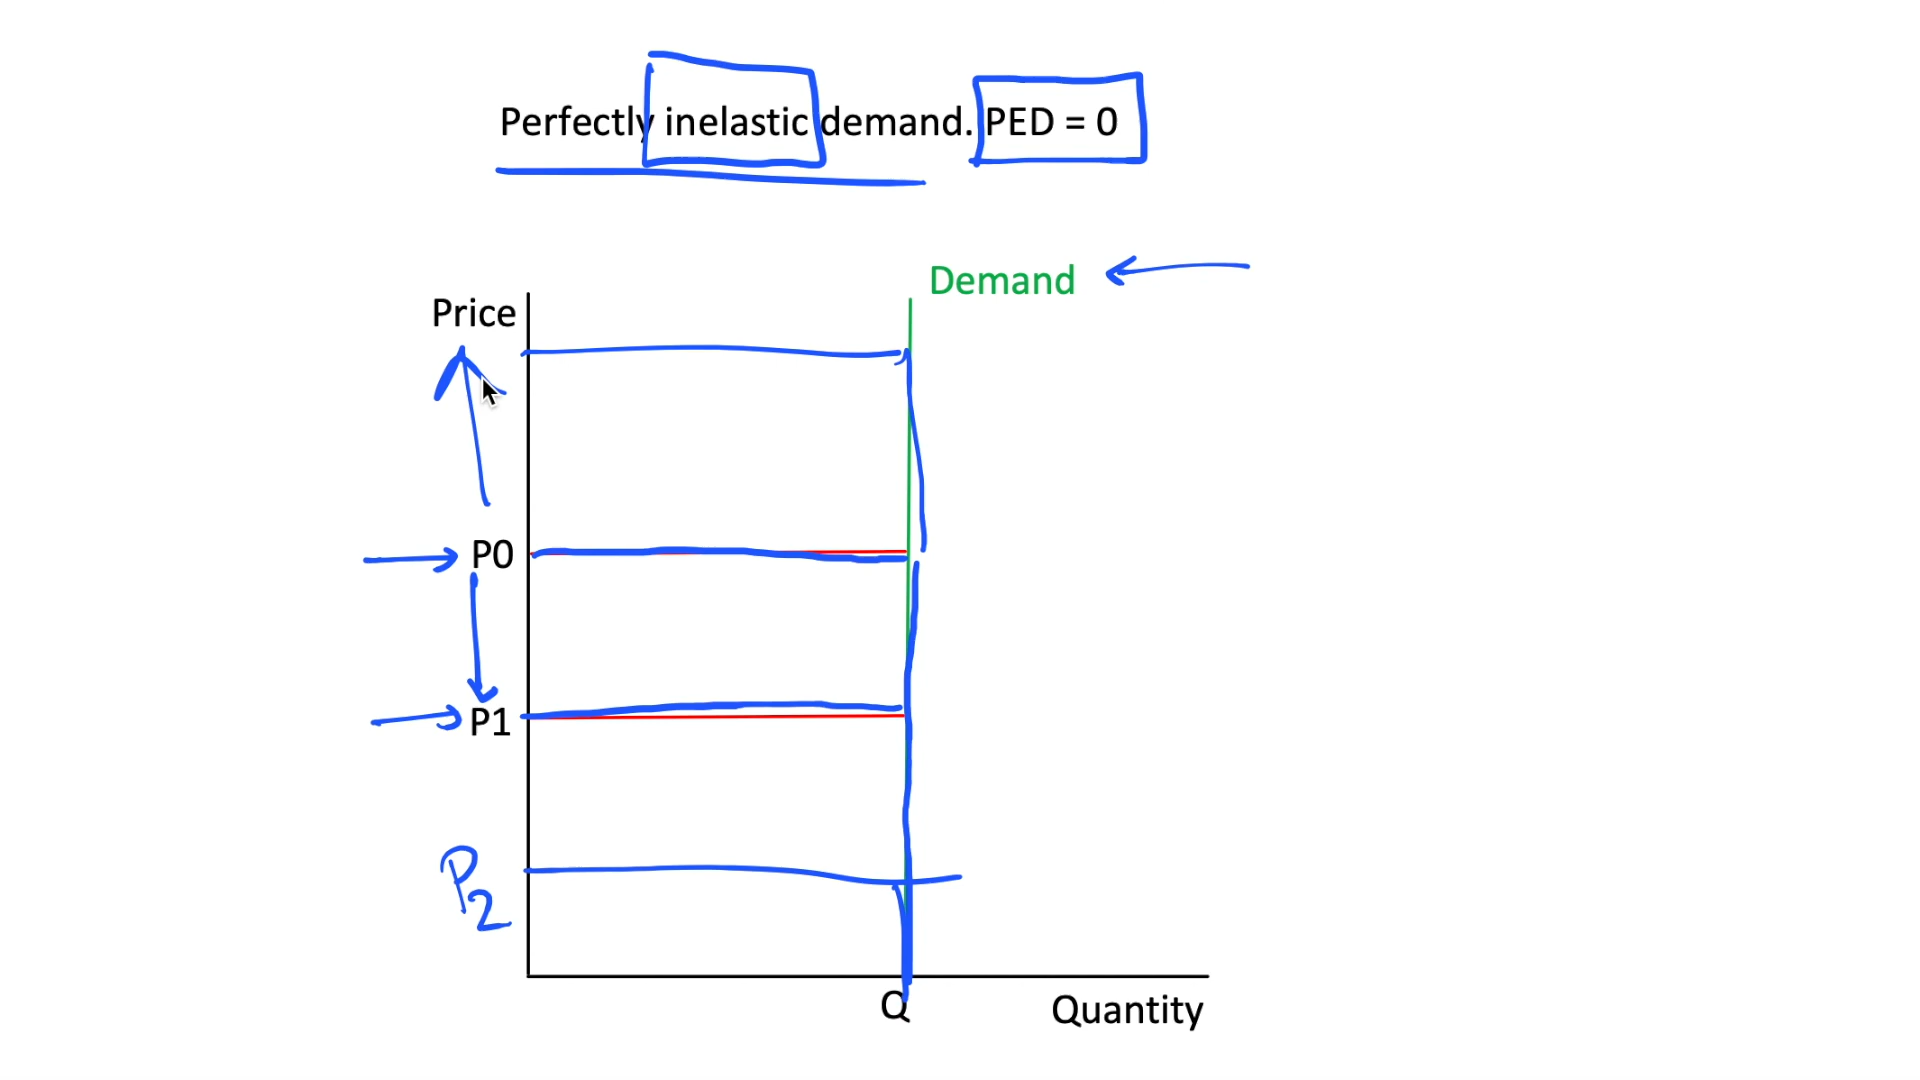 Perfectly inelastic demand. PED = 0
Demand
Price
P0
P1
P2
Q
Quantity